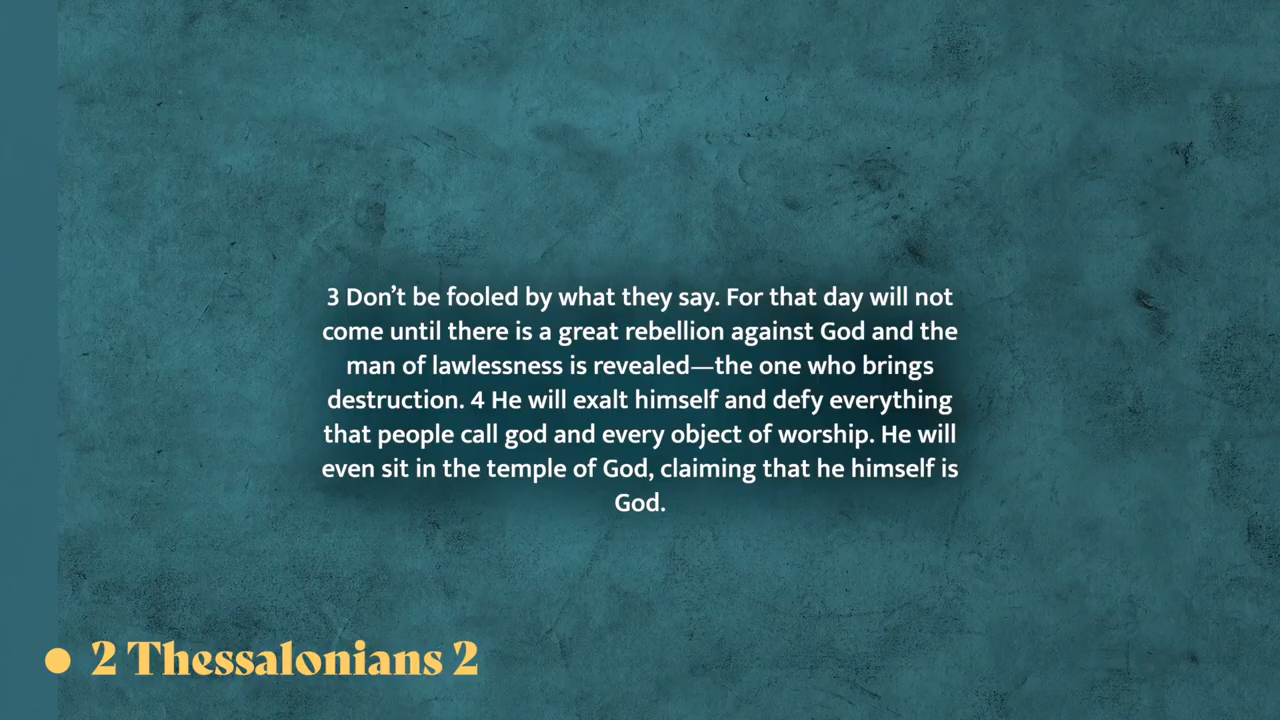 3 Don’t be fooled by what they say. For that day will not
come until there is a great rebellion against God and the
man of lawlessness is revealed—the one who brings
destruction. 4 He will exalt himself and defy everything
that people call god and every object of worship. He will
even sit in the temple of God, claiming that he himself is
God.
2 Thessalonians 2